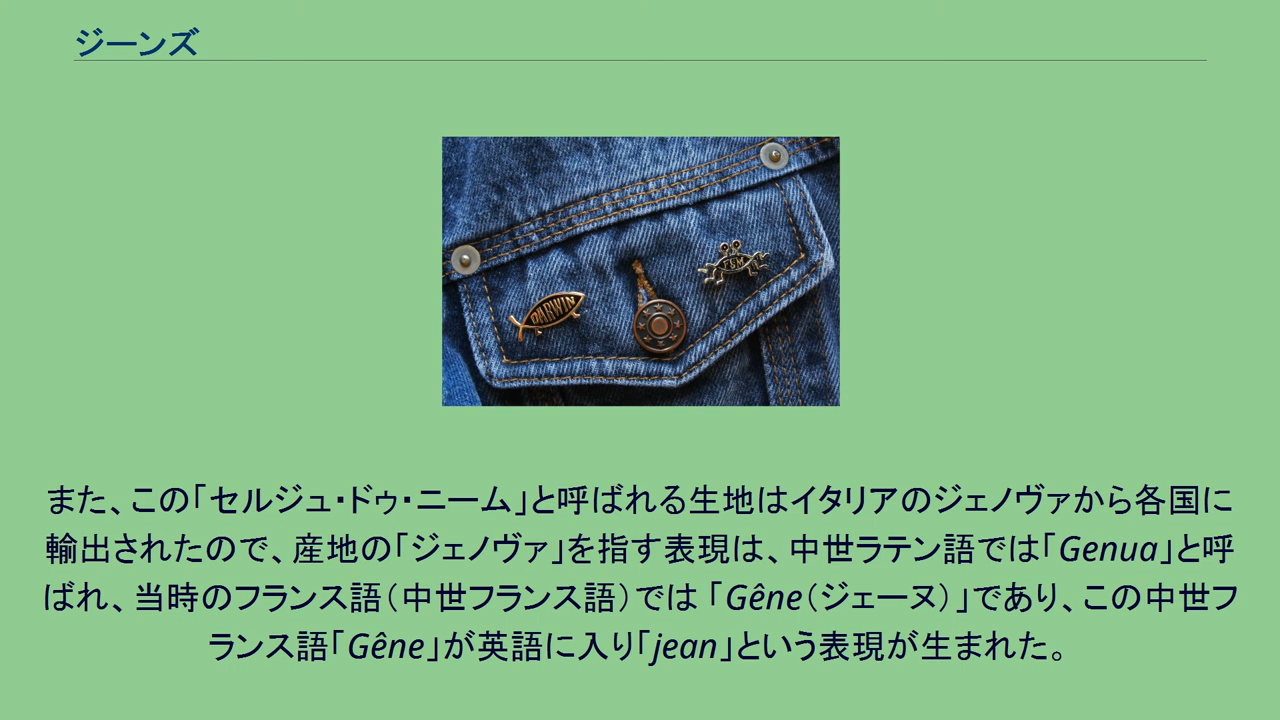 ジーンズ
DARWIN
FSM
また、この「セルジュ・ドゥ・ニーム」と呼ばれる生地はイタリアのジェノヴァから各国に
輸出されたので、産地の「ジェノヴァ」を指す表現は、中世ラテン語では「Genua」と呼
ばれ、当時のフランス語（中世フランス語）では 「Gêne（ジェーヌ）」であり、この中世フ
ランス語「Gêne」が英語に入り「jean」という表現が生まれた。